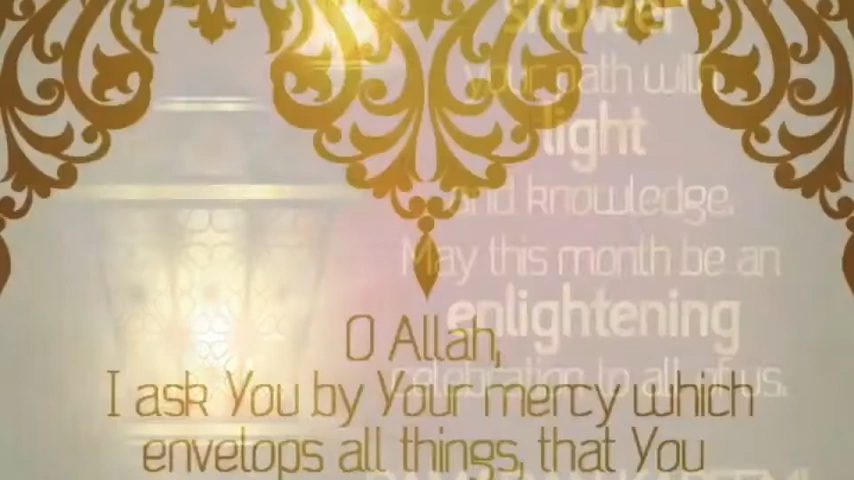 shower
your path with
light
and knowledge.
May this month be an
enlightening
celebration to all of us.
O Allah,
I ask You by Your mercy which
envelops all things, that You